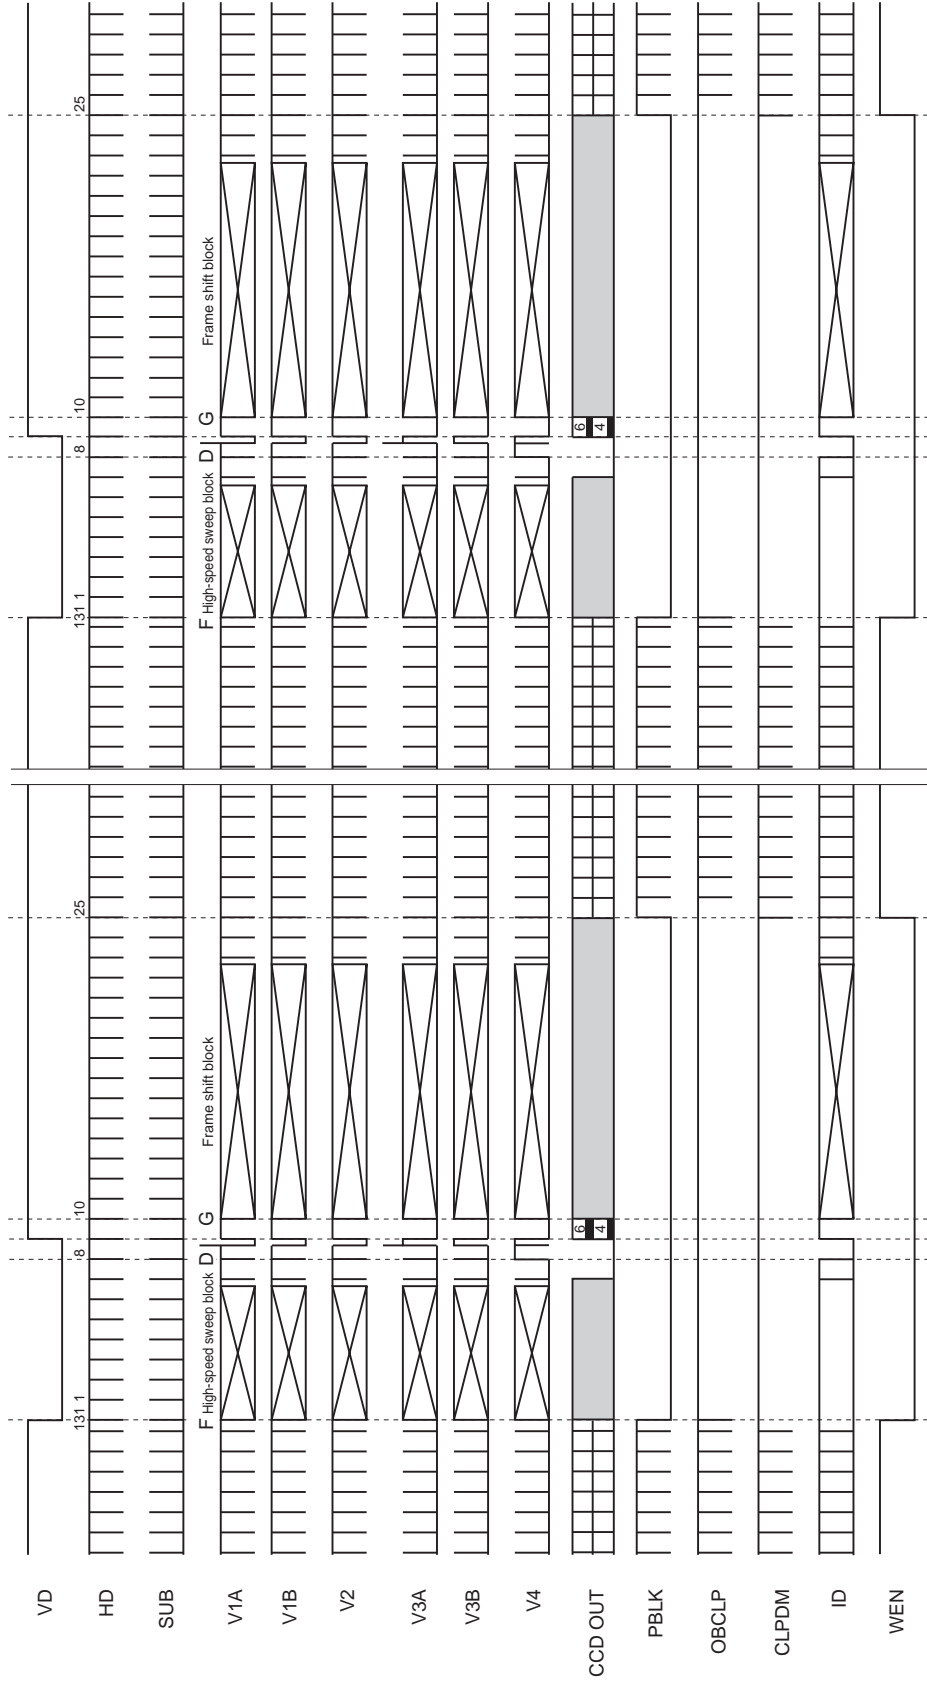 VD
131 1 8 10 25 131 1 8 10 25
HD
SUB
F High-speed sweep block D G Frame shift block F High-speed sweep block D G Frame shift block
V1A
V1B
V2
V3A
V3B
V4
6 6
CCD OUT
4 4
PBLK
OBCLP
CLPDM
ID
WEN